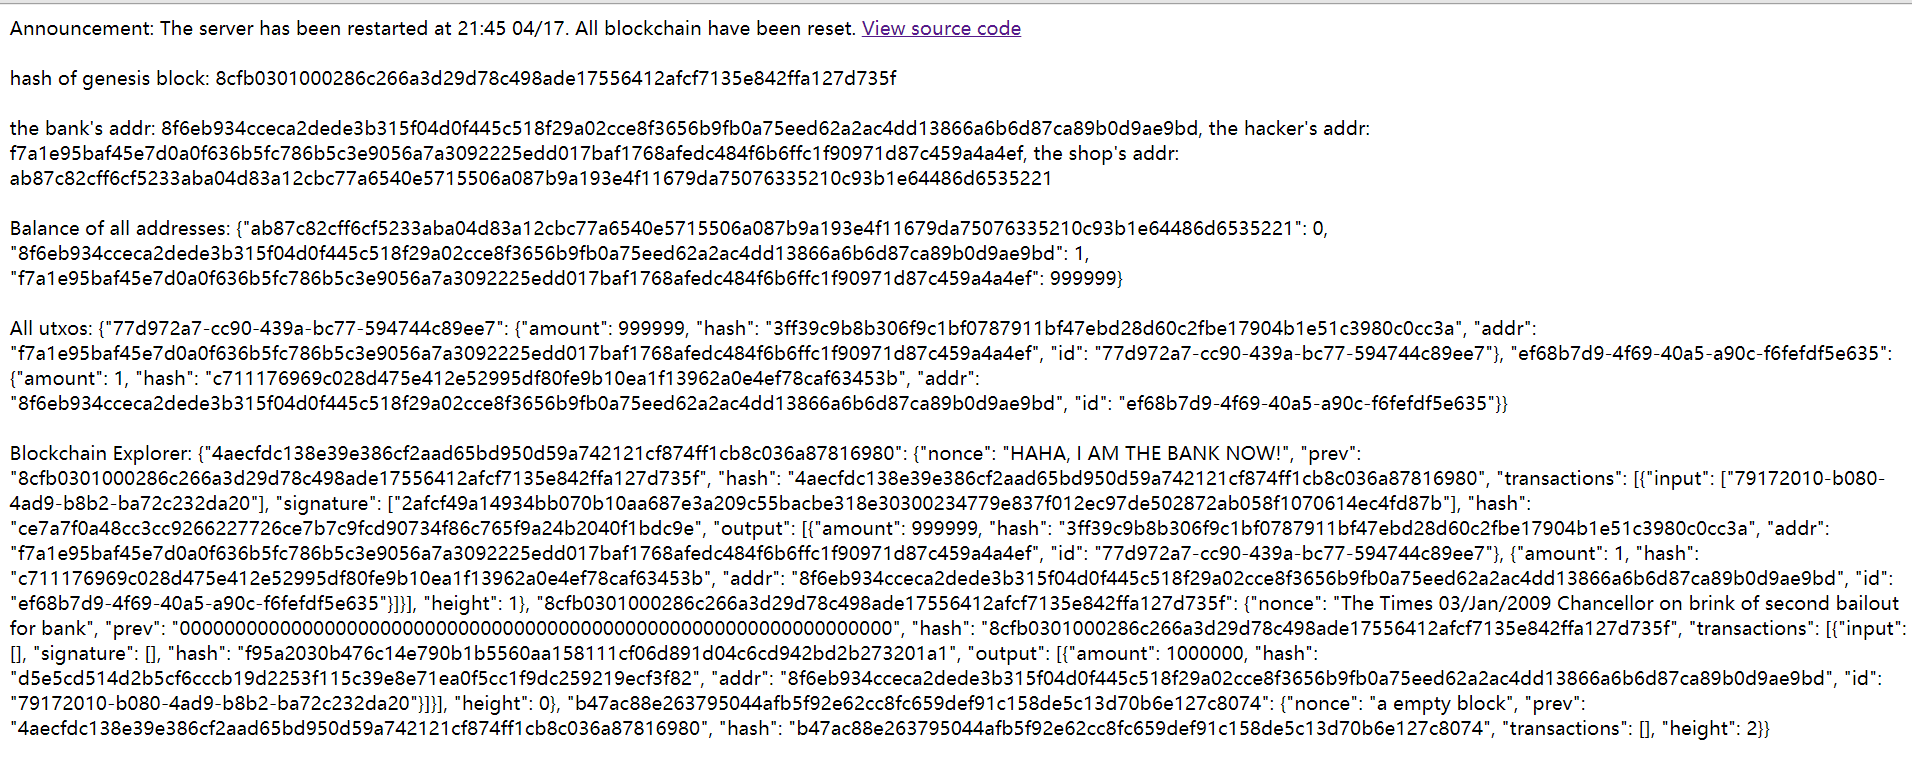 Announcement: The server has been restarted at 21:45 04/17. All blockchain have been reset. View source code
hash of genesis block: 8cfb0301000286c266a3d29d78c498ade17556412afcf7135e842ffa127d735f
the bank's addr: 8f6eb934cceca2dede3b315f04d0f445c518f29a02cce8f3656b9fb0a75eed62a2ac4dd13866a6b6d87ca89b0d9ae9bd, the hacker's addr:
f7a1e95baf45e7d0a0f636b5fc786b5c3e9056a7a3092225edd017baf1768afedc484f6b6ffc1f90971d87c459a4a4ef, the shop's addr:
ab87c82cff6cf5233aba04d83a12cbc77a6540e5715506a087b9a193e4f11679da75076335210c93b1e64486d6535221
Balance of all addresses: {"ab87c82cff6cf5233aba04d83a12cbc77a6540e5715506a087b9a193e4f11679da75076335210c93b1e64486d6535221": 0,
"8f6eb934cceca2dede3b315f04d0f445c518f29a02cce8f3656b9fb0a75eed62a2ac4dd13866a6b6d87ca89b0d9ae9bd": 1,
"f7a1e95baf45e7d0a0f636b5fc786b5c3e9056a7a3092225edd017baf1768afedc484f6b6ffc1f90971d87c459a4a4ef": 999999}
All utxos: {"77d972a7-cc90-439a-bc77-594744c89ee7": {"amount": 999999, "hash": "3ff39c9b8b306f9c1bf0787911bf47ebd28d60c2fbe17904b1e51c3980c0cc3a", "addr":
"f7a1e95baf45e7d0a0f636b5fc786b5c3e9056a7a3092225edd017baf1768afedc484f6b6ffc1f90971d87c459a4a4ef", "id": "77d972a7-cc90-439a-bc77-594744c89ee7"}, "ef68b7d9-4f69-40a5-a90c-f6fefdf5e635":
{"amount": 1, "hash": "c711176969c028d475e412e52995df80fe9b10ea1f13962a0e4ef78caf63453b", "addr":
"8f6eb934cceca2dede3b315f04d0f445c518f29a02cce8f3656b9fb0a75eed62a2ac4dd13866a6b6d87ca89b0d9ae9bd", "id": "ef68b7d9-4f69-40a5-a90c-f6fefdf5e635"}}
Blockchain Explorer: {"4aecfdc138e39e386cf2aad65bd950d59a742121cf874ff1cb8c036a87816980": {"nonce": "HAHA, I AM THE BANK NOW!", "prev":
"8cfb0301000286c266a3d29d78c498ade17556412afcf7135e842ffa127d735f", "hash": "4aecfdc138e39e386cf2aad65bd950d59a742121cf874ff1cb8c036a87816980", "transactions": [{"input": ["79172010-b080-
4ad9-b8b2-ba72c232da20"], "signature": ["2afcf49a14934bb070b10aa687e3a209c55bacbe318e30300234779e837f012ec97de502872ab058f1070614ec4fd87b"], "hash":
"ce7a7f0a48cc3cc9266227726ce7b7c9fcd90734f86c765f9a24b2040f1bdc9e", "output": [{"amount": 999999, "hash": "3ff39c9b8b306f9c1bf0787911bf47ebd28d60c2fbe17904b1e51c3980c0cc3a", "addr":
"f7a1e95baf45e7d0a0f636b5fc786b5c3e9056a7a3092225edd017baf1768afedc484f6b6ffc1f90971d87c459a4a4ef", "id": "77d972a7-cc90-439a-bc77-594744c89ee7"}, {"amount": 1, "hash":
"c711176969c028d475e412e52995df80fe9b10ea1f13962a0e4ef78caf63453b", "addr": "8f6eb934cceca2dede3b315f04d0f445c518f29a02cce8f3656b9fb0a75eed62a2ac4dd13866a6b6d87ca89b0d9ae9bd", "id":
"ef68b7d9-4f69-40a5-a90c-f6fefdf5e635"}]}], "height": 1}, "8cfb0301000286c266a3d29d78c498ade17556412afcf7135e842ffa127d735f": {"nonce": "The Times 03/Jan/2009 Chancellor on brink of second bailout
for bank", "prev": "0000000000000000000000000000000000000000000000000000000000000000", "hash": "8cfb0301000286c266a3d29d78c498ade17556412afcf7135e842ffa127d735f", "transactions": [{"input":
[], "signature": [], "hash": "f95a2030b476c14e790b1b5560aa158111cf06d891d04c6cd942bd2b273201a1", "output": [{"amount": 1000000, "hash":
"d5e5cd514d2b5cf6cccb19d2253f115c39e8e71ea0f5cc1f9dc259219ecf3f82", "addr": "8f6eb934cceca2dede3b315f04d0f445c518f29a02cce8f3656b9fb0a75eed62a2ac4dd13866a6b6d87ca89b0d9ae9bd", "id":
"79172010-b080-4ad9-b8b2-ba72c232da20"}]}], "height": 0}, "b47ac88e263795044afb5f92e62cc8fc659def91c158de5c13d70b6e127c8074": {"nonce": "a empty block", "prev":
"4aecfdc138e39e386cf2aad65bd950d59a742121cf874ff1cb8c036a87816980", "hash": "b47ac88e263795044afb5f92e62cc8fc659def91c158de5c13d70b6e127c8074", "transactions": [], "height": 2}}